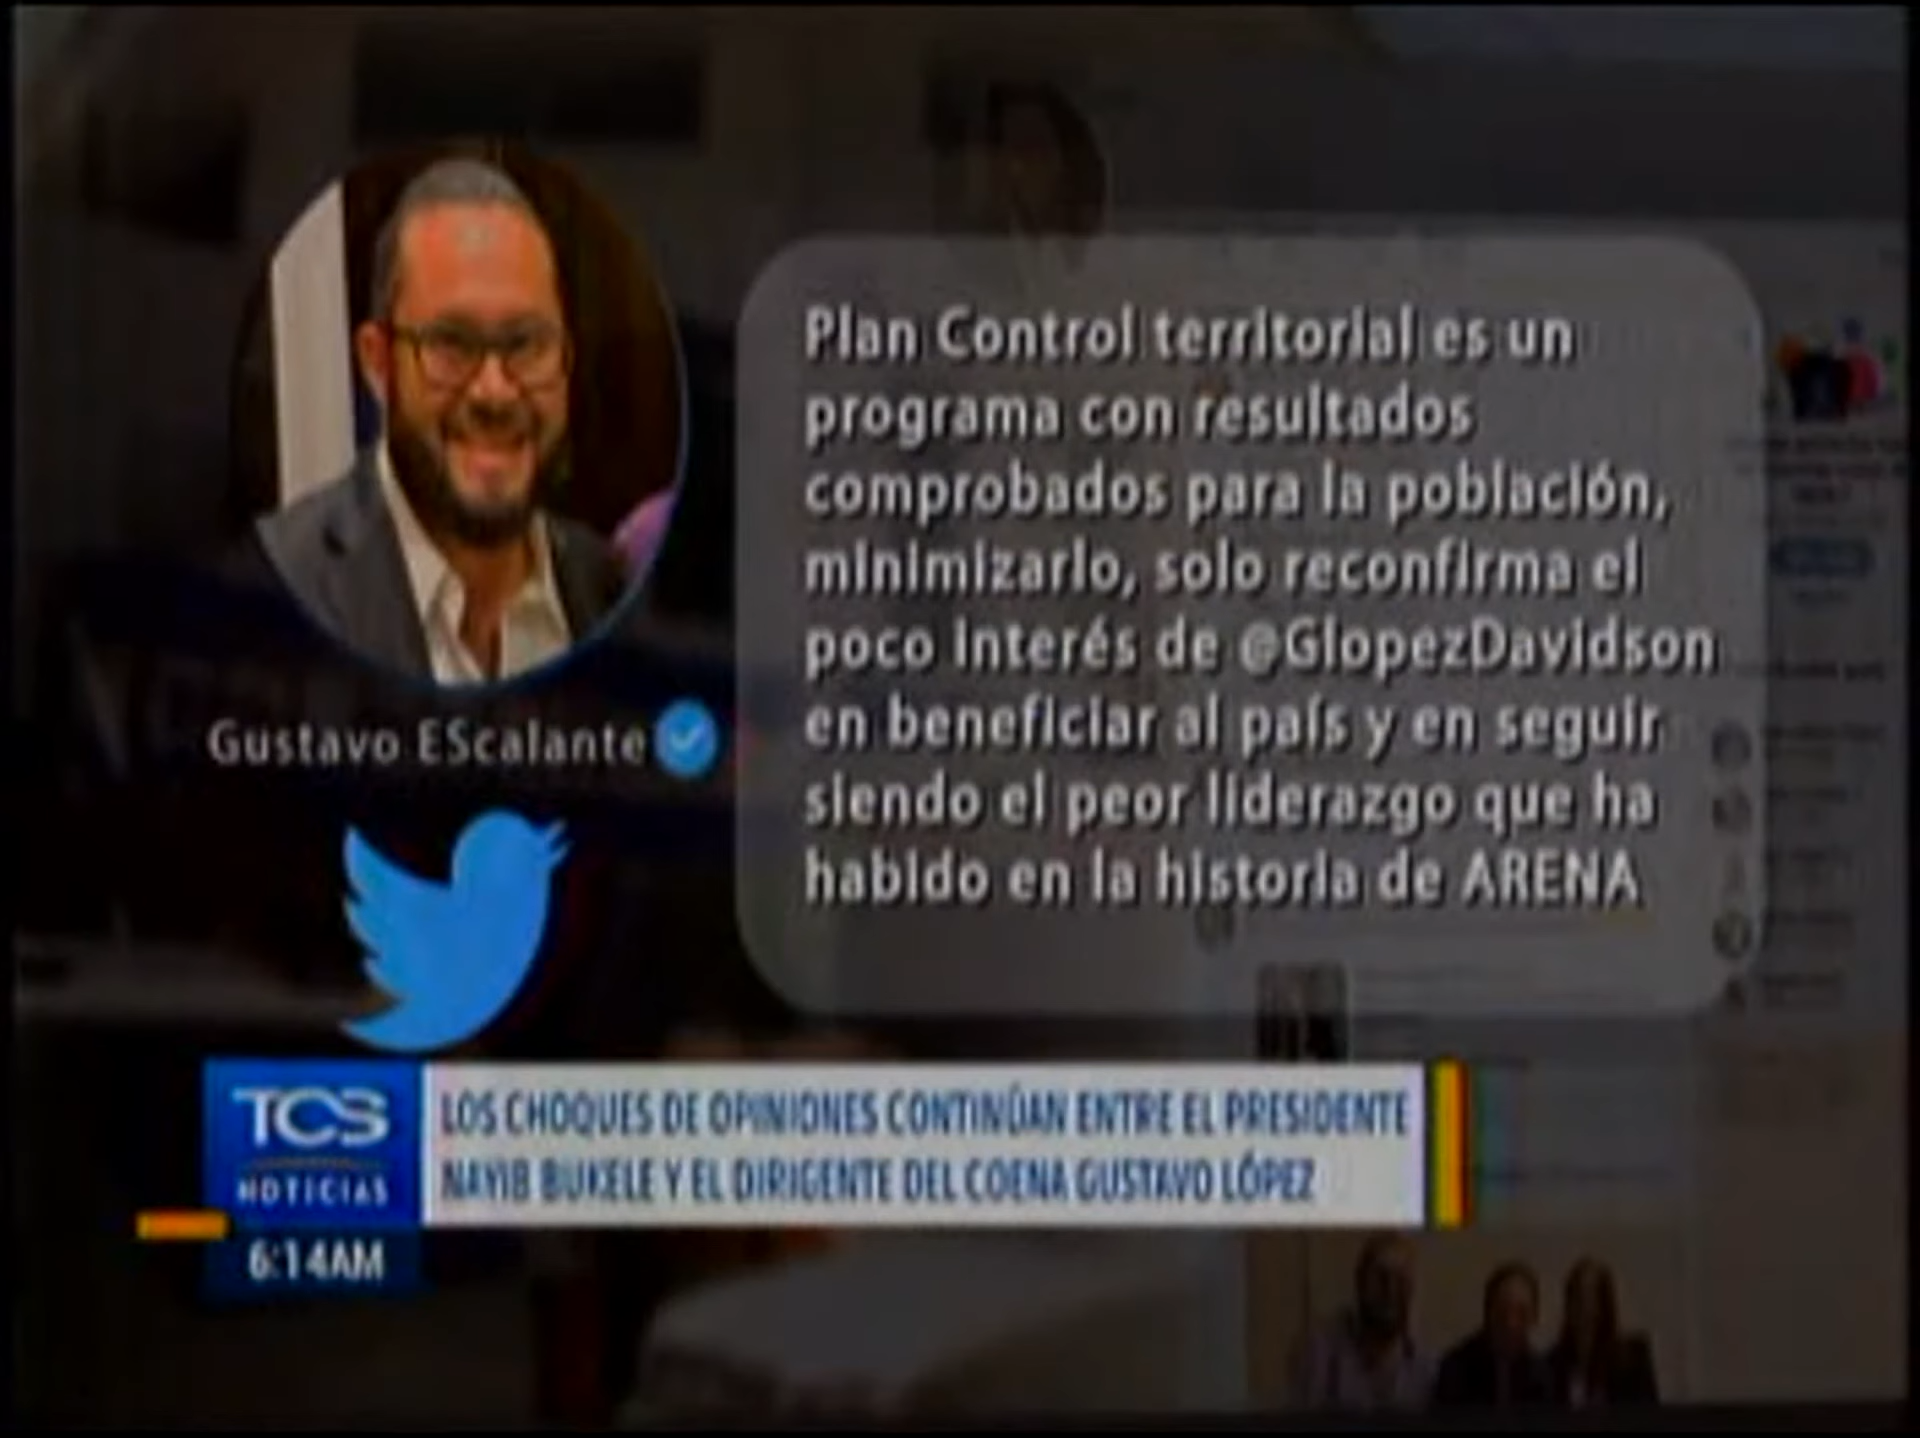 Plan Control territorial es un
programa con resultados
comprobados para la población,
minimizarlo, solo reconfirma el
poco interés de @GlopezDavidson
en beneficiar al país y en seguir
siendo el peor liderazgo que ha
habido en la historia de ARENA
Gustavo EScalante
TCS
NOTICIAS
LOS CHOQUES DE OPINIONES CONTINÚAN ENTRE EL PRESIDENTE
NAYIB BUKELE Y EL DIRIGENTE DEL COENA GUSTAVO LÓPEZ
6:14AM